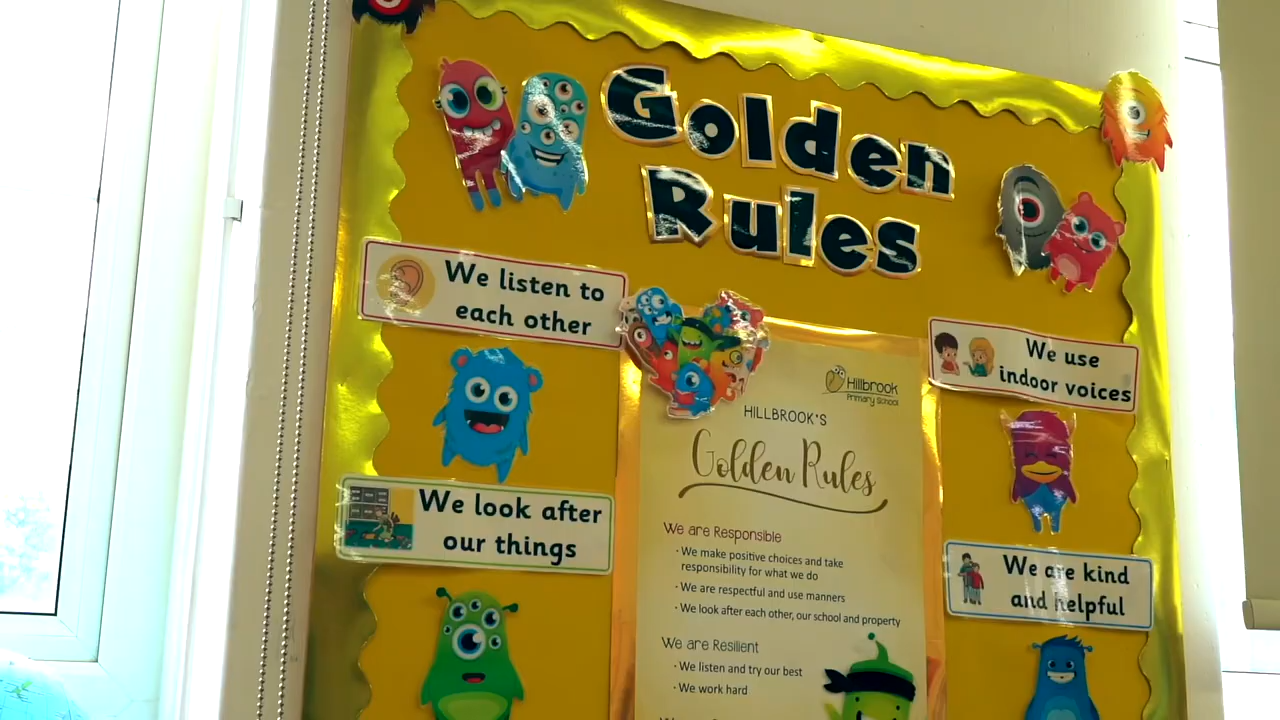 Golden
Rules
We listen to
each other
We look after
our things
We use
indoor voices
We are kind
and helpful
Hillbrook
Primary School
HILLBROOK'S
Golden Rules
We are Responsible
· We make positive choices and take
responsibility for what we do
· We are respectful and use manners
· We look after each other, our school and property
We are Resilient
· We listen and try our best
· We work hard